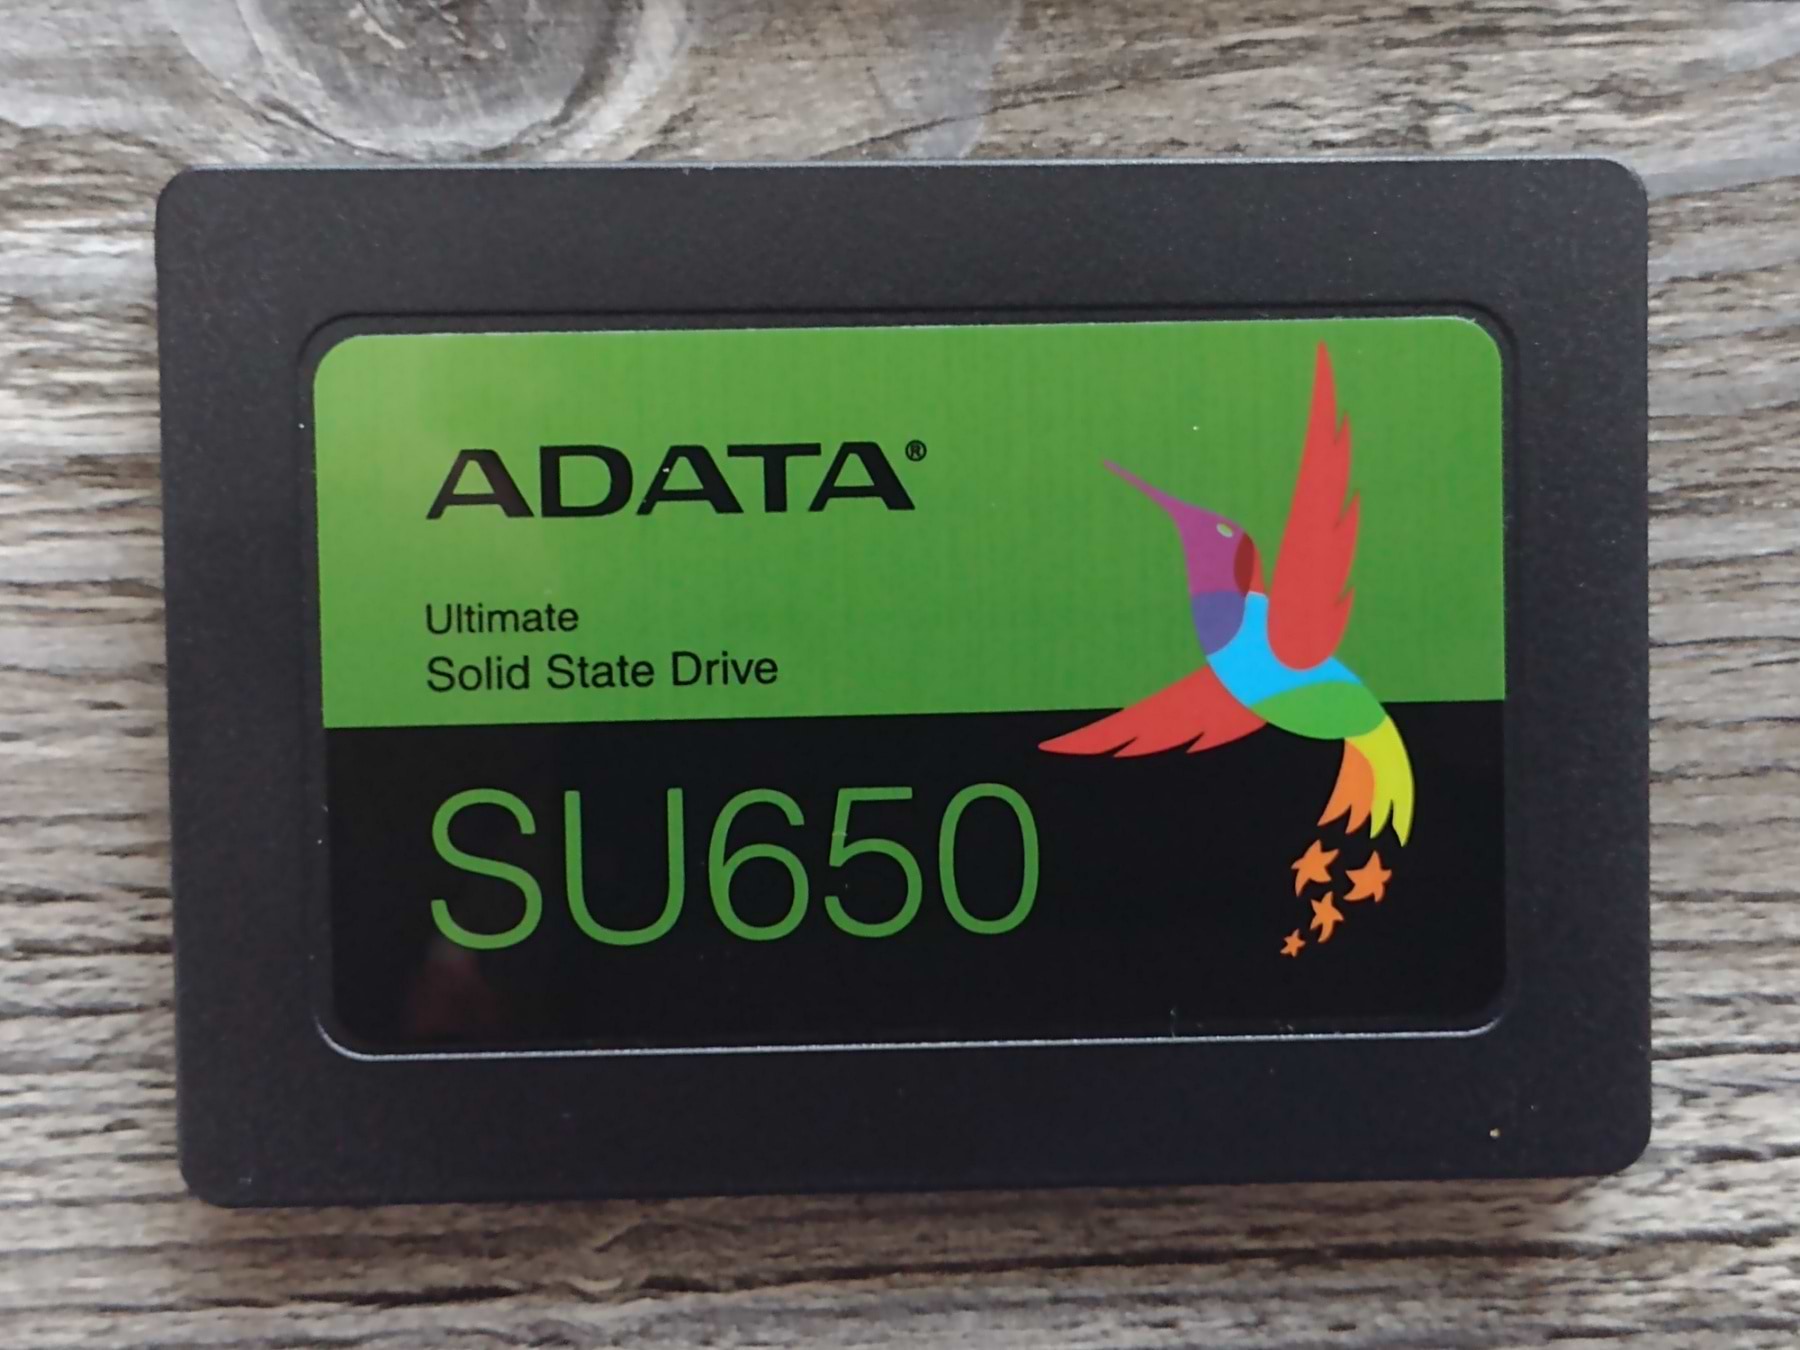 ADATA®
Ultimate
Solid State Drive
SU650